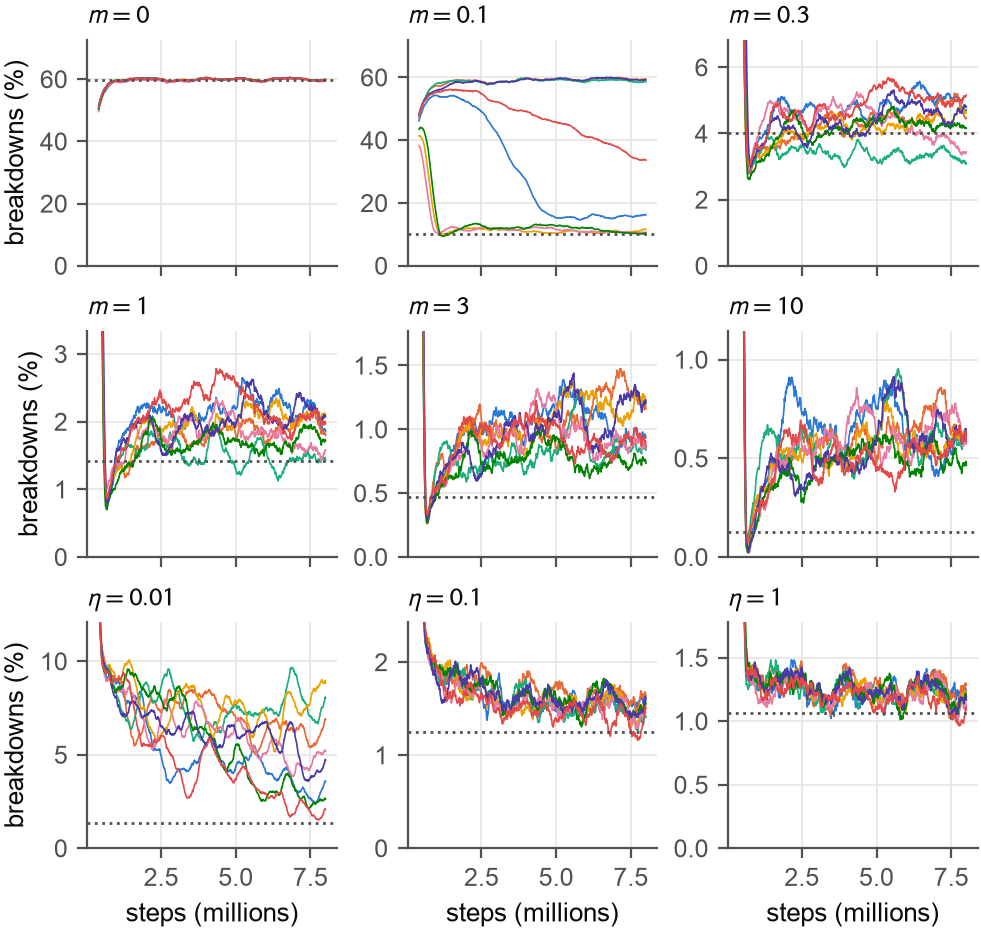 m = 0
m = 0.1
m = 0.3
breakdowns (%)
60
40
20
0
60
40
20
0
6
4
2
0
m = 1
m = 3
m = 10
breakdowns (%)
3
2
1
0
1.5
1.0
0.5
0.0
1.0
0.5
0.0
η = 0.01
η = 0.1
η = 1
breakdowns (%)
10
5
0
2
1
0
1.5
1.0
0.5
0.0
2.5 5.0 7.5
2.5 5.0 7.5
2.5 5.0 7.5
steps (millions)
steps (millions)
steps (millions)